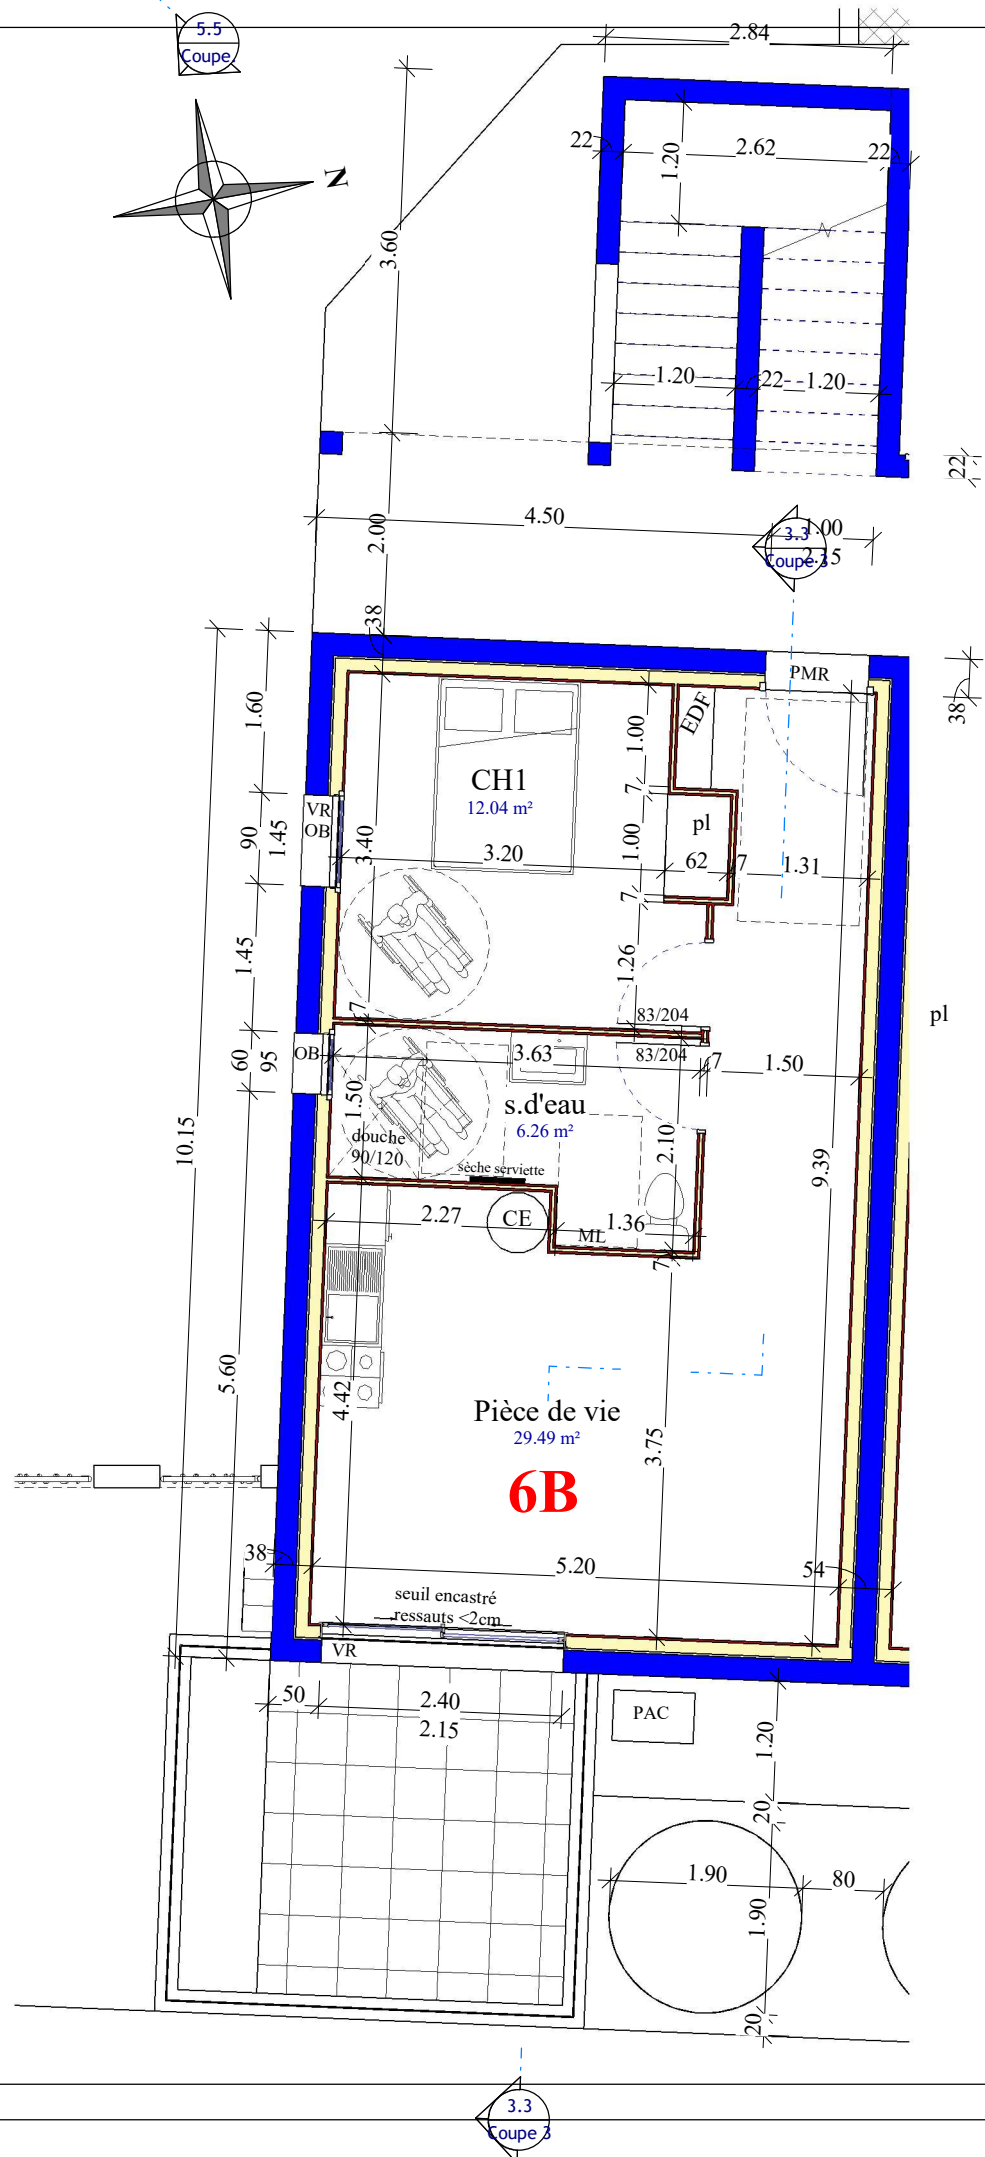 5.5
Coupe
2.84
N
22
2.62
22
1.20
3.60
1.20
22
1.20
22
4.50
2.00
3.3
Coupe 3
1.00
2.15
38
PMR
38
1.60
EDF
1.00
CH1
12.04 m²
7
VR
OB
90
1.45
3.40
pl
1.00
3.20
62
7
1.31
7
1.45
1.26
pl
7
83/204
83/204
OB
60
95
3.63
7
1.50
1.50
s.d'eau
6.26 m²
10.15
douche
90/120
2.10
9.39
sèche serviette
2.27
CE
ML
1.36
7
5.60
4.42
Pièce de vie
29.49 m²
3.75
6B
38
5.20
54
seuil encastré
ressauts <2cm
VR
50
2.40
2.15
PAC
1.20
20
1.90
80
1.90
20
3.3
Coupe 3